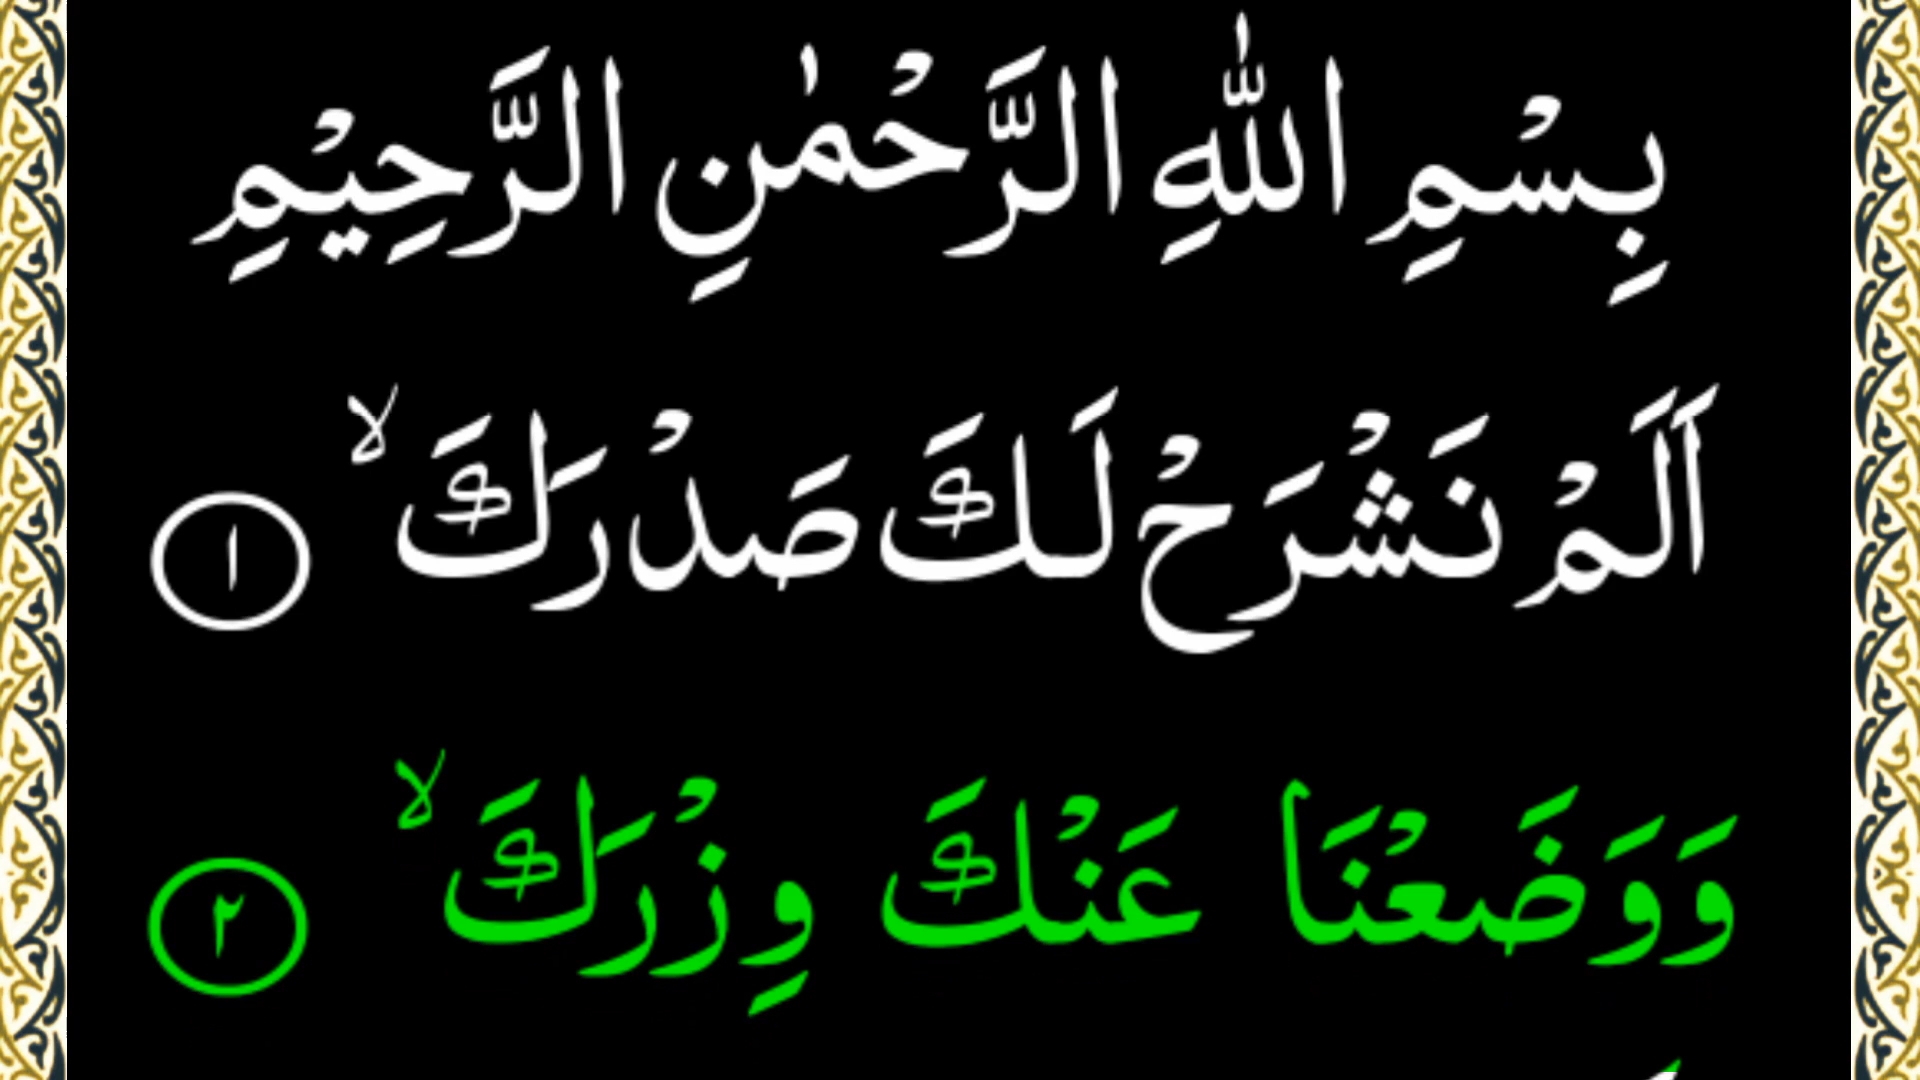 بِسْمِ اللّٰهِ الرَّحْمٰنِ الرَّحِيْمِ
اَلَمْ نَشْرَحْ لَكَ صَدْرَكَ ۙ ١
وَوَضَعْنَا عَنْكَ وِزْرَكَ ۙ ٢